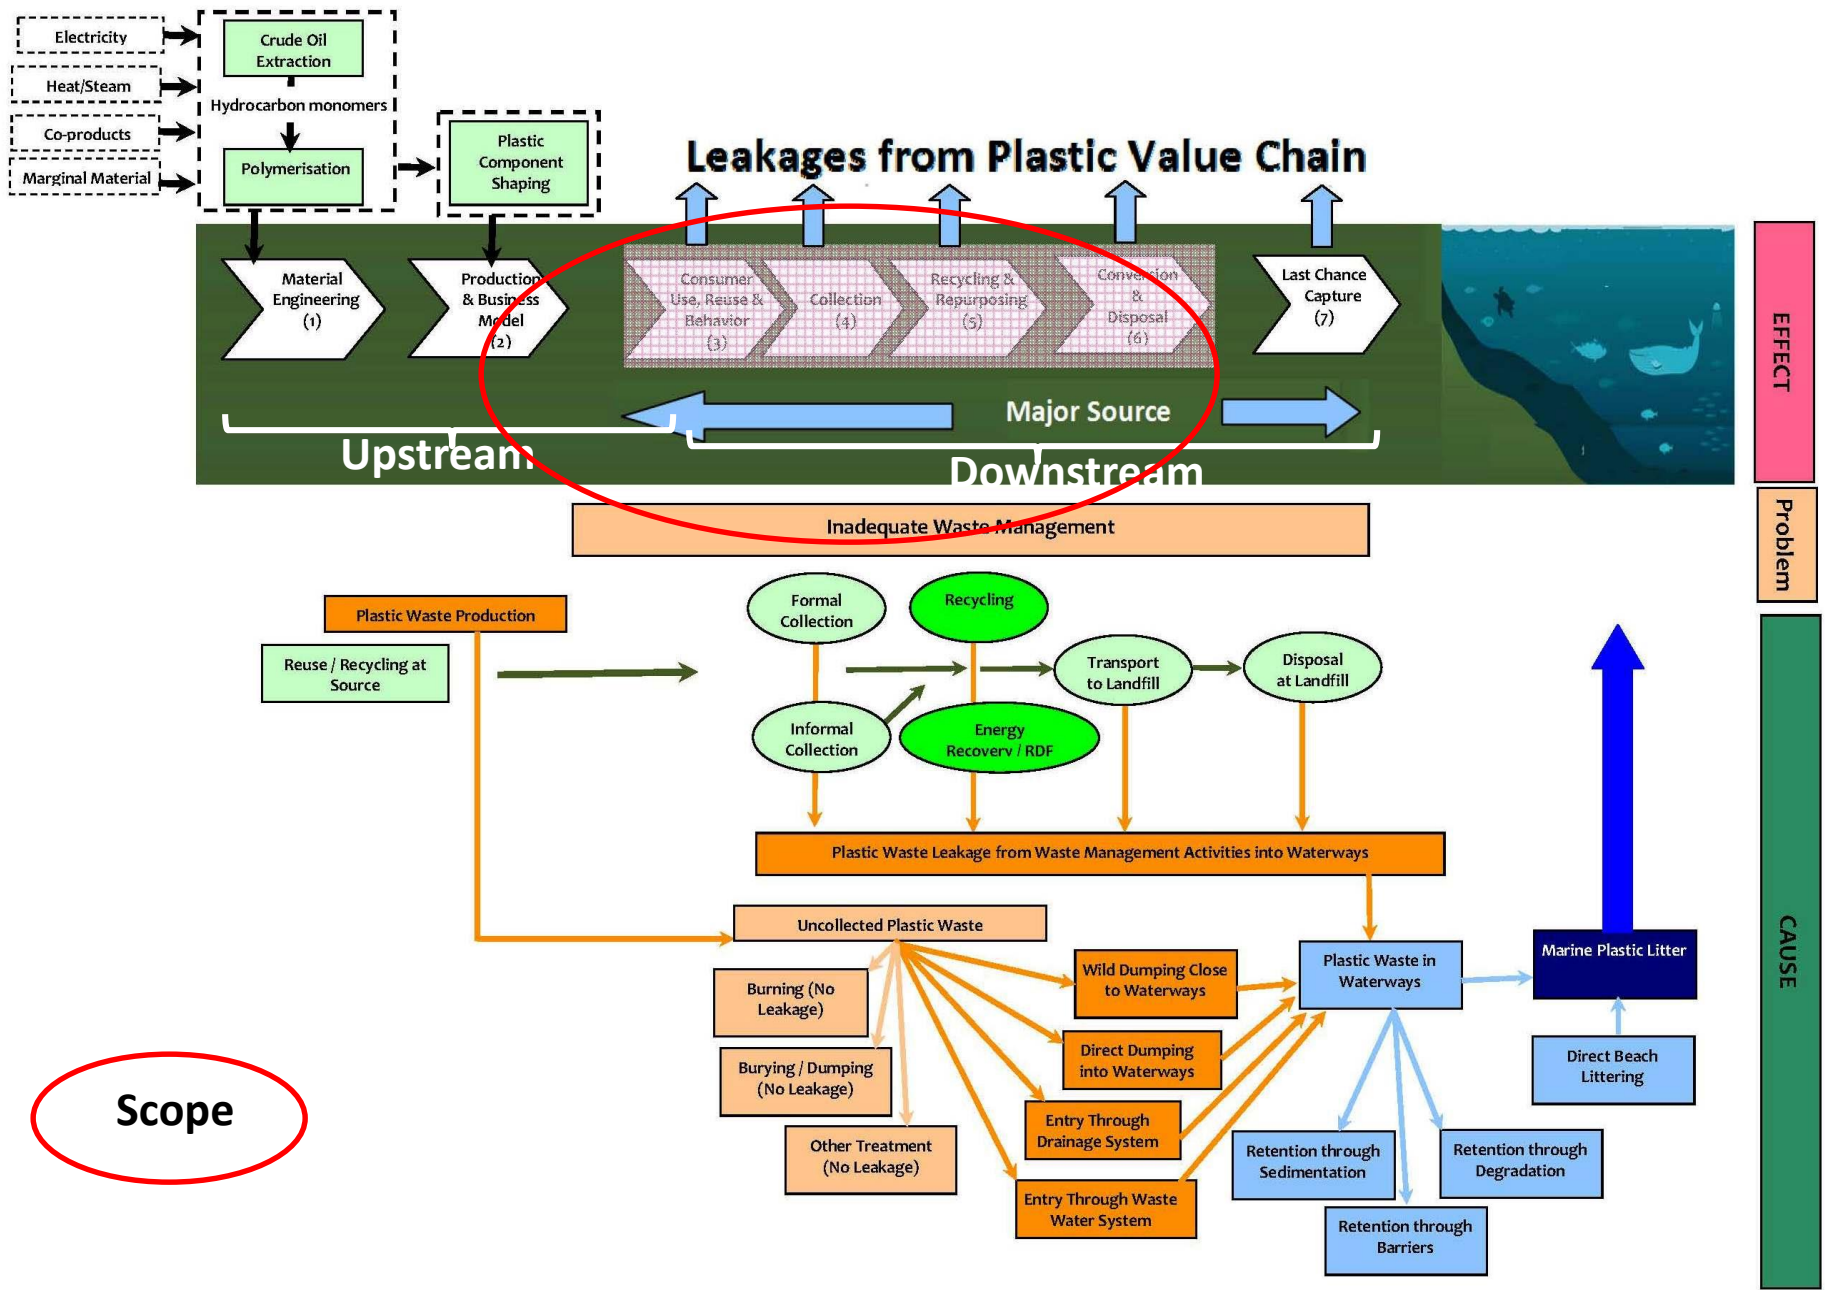 Electricity
Heat/Steam
Co-products
Marginal Material
Crude Oil
Extraction
Hydrocarbon monomers
Polymerisation
Plastic
Component
Shaping
Leakages from Plastic Value Chain
Material
Engineering
(1)
Production
& Business
Model
(2)
Consumer
Use, Reuse &
Behavior
(3)
Collection
(4)
Recycling &
Repurposing
(5)
Conversion
&
Disposal
(6)
Last Chance
Capture
(7)
Major Source
Upstream
Downstream
EFFECT
Inadequate Waste Management
Problem
Plastic Waste Production
Reuse / Recycling at
Source
Formal
Collection
Recycling
Informal
Collection
Energy
Recovery / RDF
Transport
to Landfill
Disposal
at Landfill
Plastic Waste Leakage from Waste Management Activities into Waterways
Uncollected Plastic Waste
Burning (No
Leakage)
Burying / Dumping
(No Leakage)
Other Treatment
(No Leakage)
Wild Dumping Close
to Waterways
Direct Dumping
into Waterways
Entry Through
Drainage System
Entry Through Waste
Water System
Plastic Waste in
Waterways
Marine Plastic Litter
Direct Beach
Littering
Retention through
Sedimentation
Retention through
Degradation
Retention through
Barriers
CAUSE
Scope